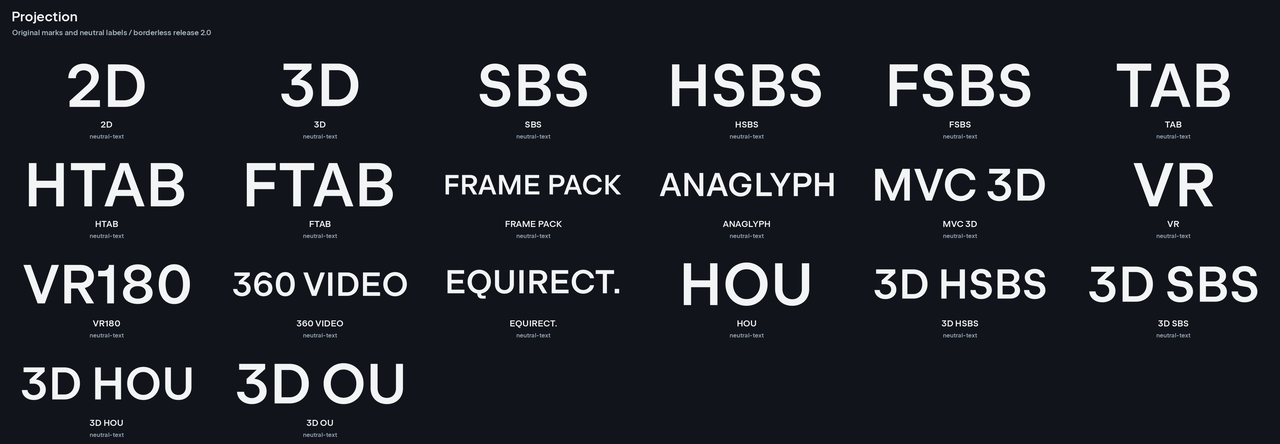 Projection
Original marks and neutral labels / borderless release 2.0
2D 3D SBS HSBS FSBS TAB
2D 3D SBS HSBS FSBS TAB
neutral-text neutral-text neutral-text neutral-text neutral-text neutral-text
HTAB FTAB FRAME PACK ANAGLYPH MVC 3D VR
HTAB FTAB FRAME PACK ANAGLYPH MVC 3D VR
neutral-text neutral-text neutral-text neutral-text neutral-text neutral-text
VR180 360 VIDEO EQUIRECT. HOU 3D HSBS 3D SBS
VR180 360 VIDEO EQUIRECT. HOU 3D HSBS 3D SBS
neutral-text neutral-text neutral-text neutral-text neutral-text neutral-text
3D HOU 3D OU
3D HOU 3D OU
neutral-text neutral-text